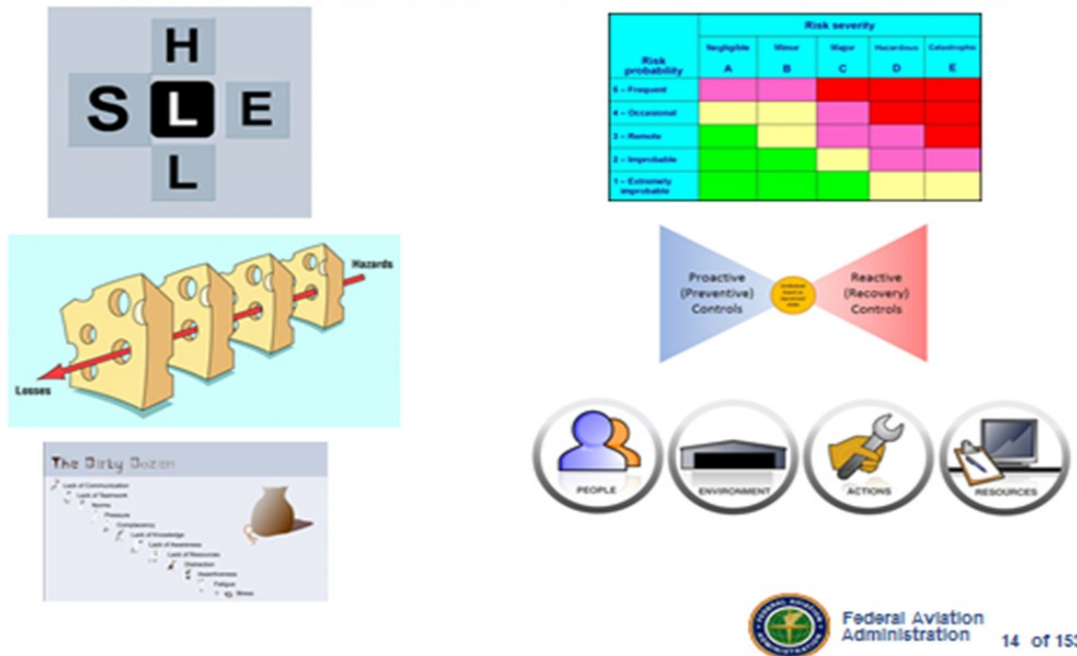 H
S L E
L
Hazards
Losses
The Dirty Dozen
Lack of Communication
Lack of Teamwork
Norms
Pressure
Complacency
Lack of Knowledge
Lack of Awareness
Lack of Resources
Distraction
Assertiveness
Fatigue
Stress
Risk severity
Risk probability
Negligible Minor Major Hazardous Catastrophic
A B C D E
5 – Frequent
4 – Occasional
3 – Remote
2 – Improbable
1 – Extremely
improbable
Proactive
(Preventive)
Controls
Reactive
(Recovery)
Controls
PEOPLE
ENVIRONMENT
ACTIONS
RESOURCES
Federal Aviation
Administration
14 of 153